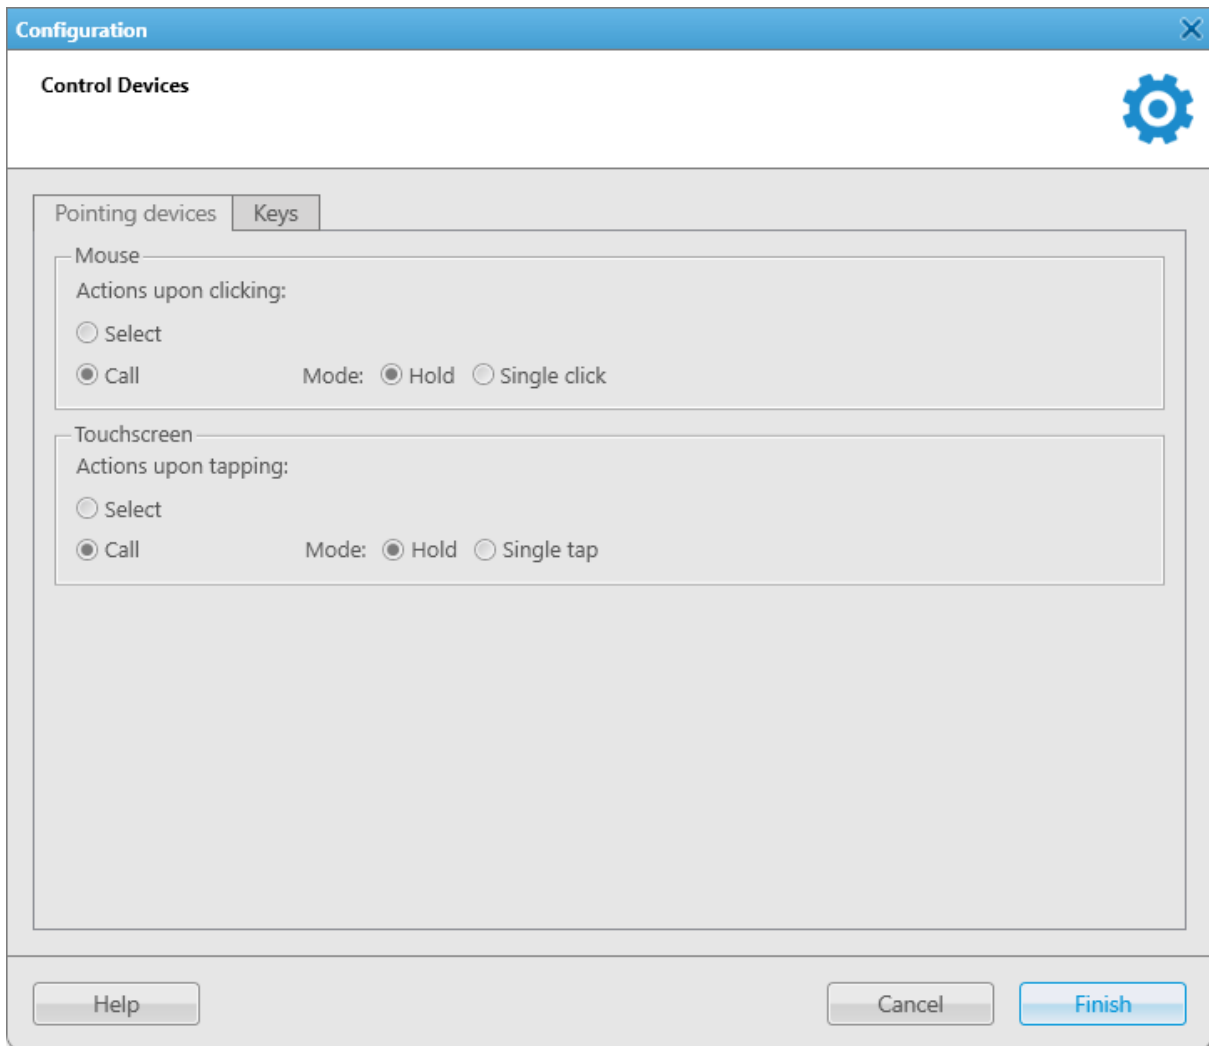 Configuration
Control Devices
Pointing devices Keys
Mouse
Actions upon clicking:
Select
Call Mode: Hold Single click
Touchscreen
Actions upon tapping:
Select
Call Mode: Hold Single tap
Help Cancel Finish